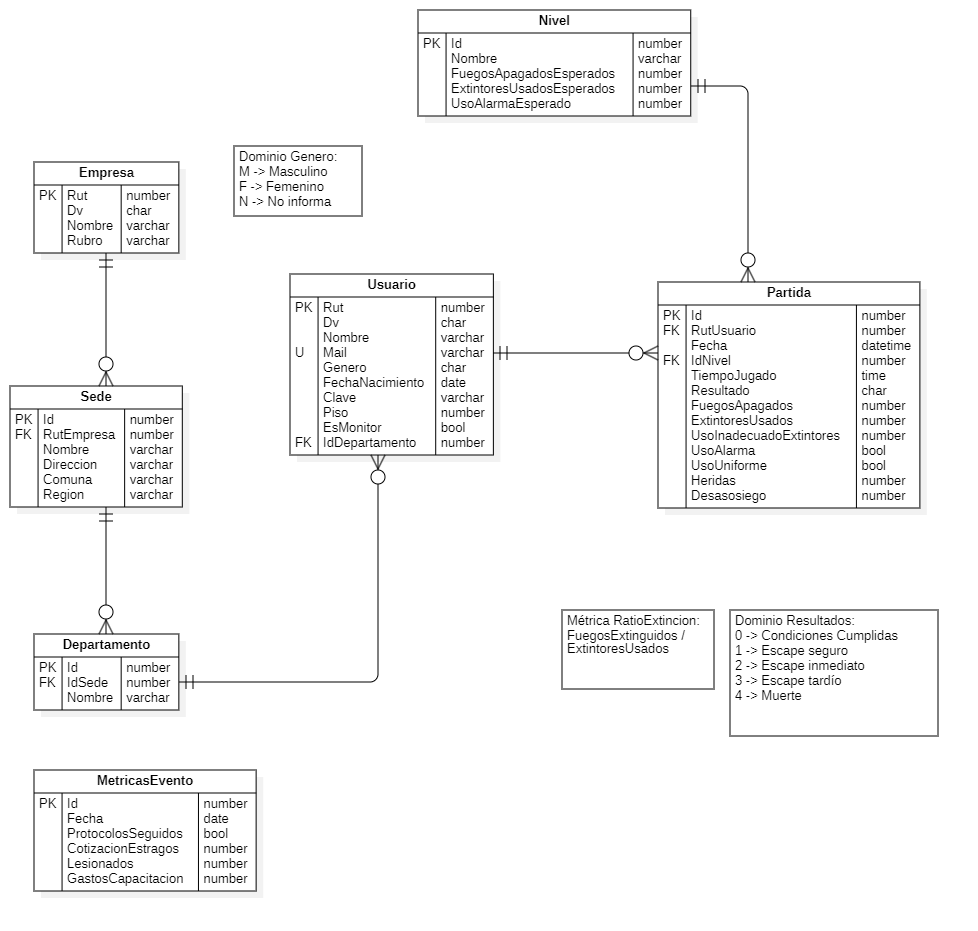 Nivel
PK Id number
Nombre varchar
FuegosApagadosEsperados number
ExtintoresUsadosEsperados number
UsoAlarmaEsperado number
Dominio Genero:
M -> Masculino
F -> Femenino
N -> No informa
Empresa
PK Rut number
Dv char
Nombre varchar
Rubro varchar
Usuario
PK Rut number
Dv char
Nombre varchar
U Mail varchar
Genero char
FechaNacimiento date
Clave varchar
Piso number
EsMonitor bool
FK IdDepartamento number
Partida
PK Id number
FK RutUsuario number
Fecha datetime
FK IdNivel number
TiempoJugado time
Resultado char
FuegosApagados number
ExtintoresUsados number
UsoInadecuadoExtintores number
UsoAlarma bool
UsoUniforme bool
Heridas number
Desasosiego number
Sede
PK Id number
FK RutEmpresa number
Nombre varchar
Direccion varchar
Comuna varchar
Region varchar
Departamento
PK Id number
FK IdSede number
Nombre varchar
Métrica RatioExtincion:
FuegosExtinguidos /
ExtintoresUsados
Dominio Resultados:
0 -> Condiciones Cumplidas
1 -> Escape seguro
2 -> Escape inmediato
3 -> Escape tardío
4 -> Muerte
MetricasEvento
PK Id number
Fecha date
ProtocolosSeguidos bool
CotizacionEstragos number
Lesionados number
GastosCapacitacion number